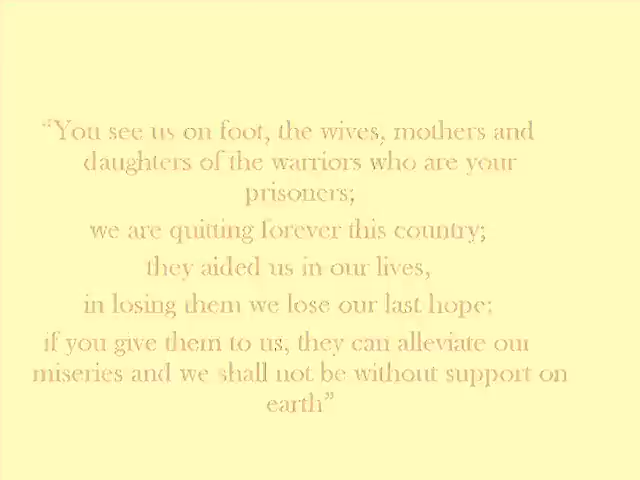 “You see us on foot, the wives, mothers and
daughters of the warriors who are your
prisoners;
we are quitting forever this country;
they aided us in our lives,
in losing them we lose our last hope;
if you give them to us, they can alleviate our
miseries and we shall not be without support on
earth”